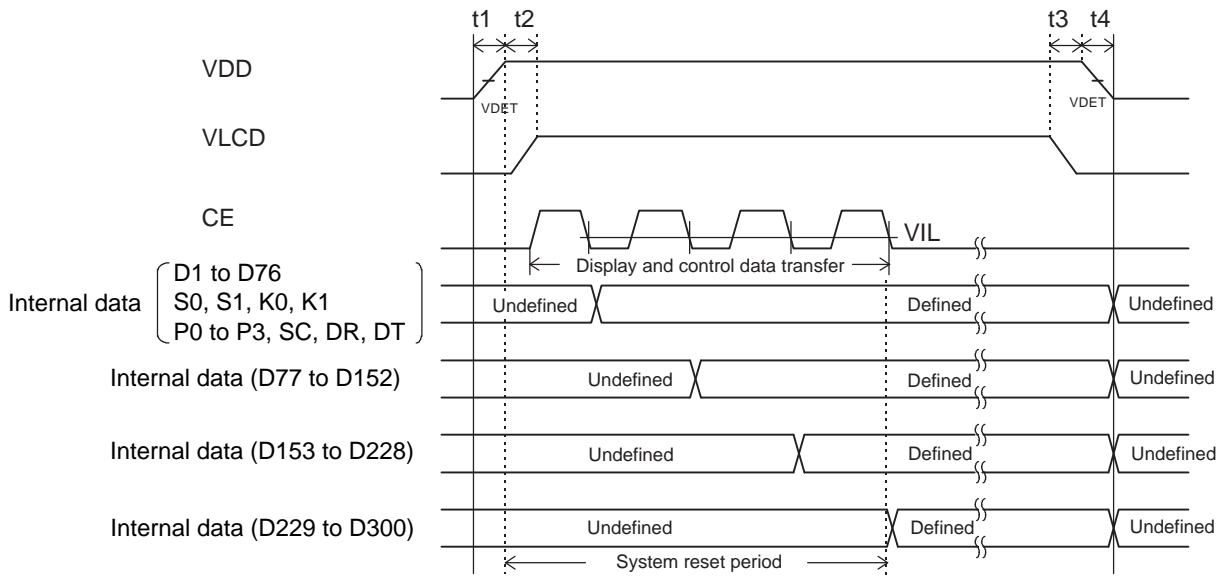 t1 t2 t3 t4
VDD
VDET VDET
VLCD
CE
VIL
Display and control data transfer
D1 to D76
Internal data S0, S1, K0, K1 Undefined Defined Undefined
P0 to P3, SC, DR, DT
Internal data (D77 to D152) Undefined Defined Undefined
Internal data (D153 to D228) Undefined Defined Undefined
Internal data (D229 to D300) Undefined Defined Undefined
System reset period